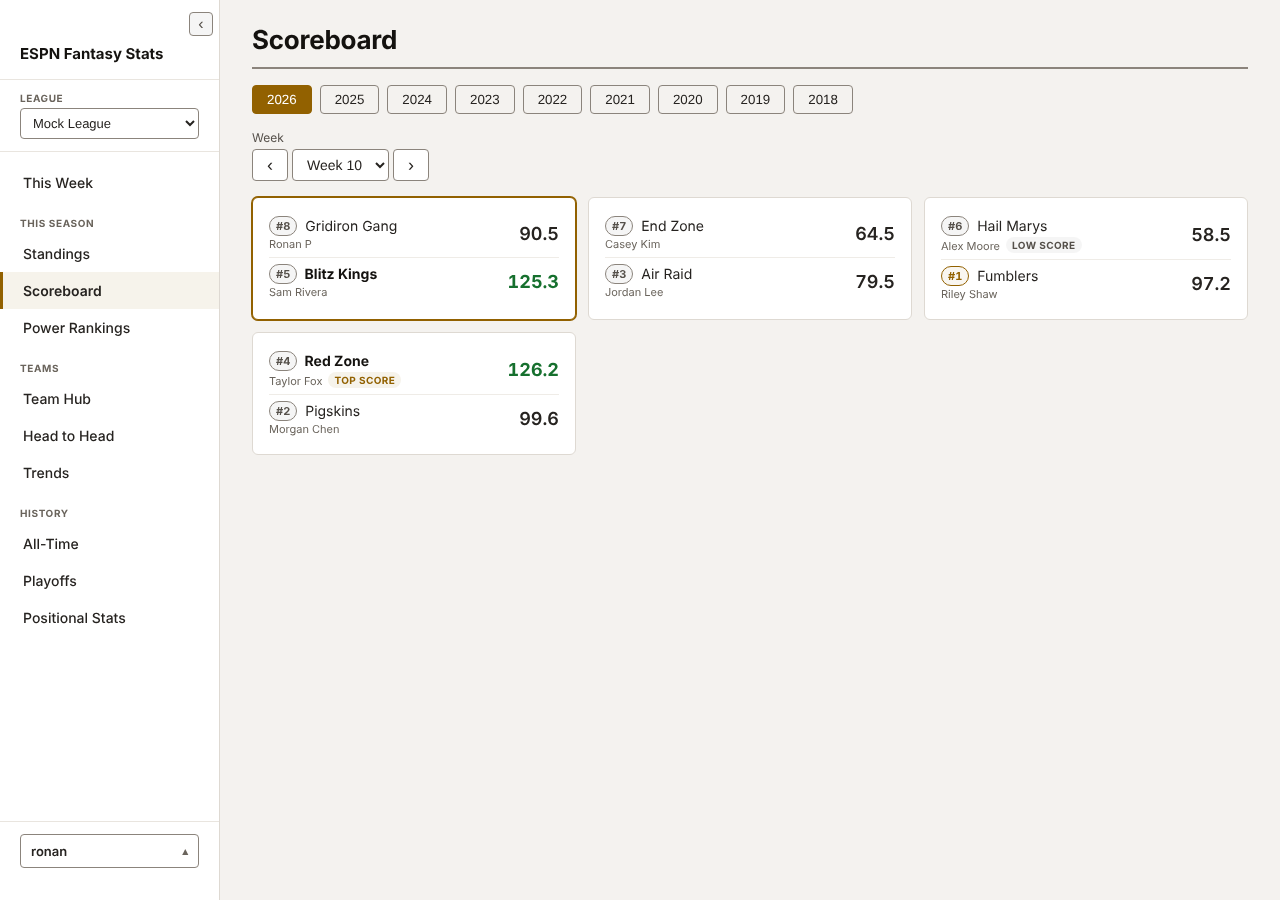 ‹
ESPN Fantasy Stats
LEAGUE
Mock League
This Week
THIS SEASON
Standings
Scoreboard
Power Rankings
TEAMS
Team Hub
Head to Head
Trends
HISTORY
All-Time
Playoffs
Positional Stats
ronan ▲
Scoreboard
2026 2025 2024 2023 2022 2021 2020 2019 2018
Week
‹ Week 10 ›
#8 Gridiron Gang 90.5
Ronan P
#5 Blitz Kings 125.3
Sam Rivera
#7 End Zone 64.5
Casey Kim
#3 Air Raid 79.5
Jordan Lee
#6 Hail Marys 58.5
Alex Moore LOW SCORE
#1 Fumblers 97.2
Riley Shaw
#4 Red Zone 126.2
Taylor Fox TOP SCORE
#2 Pigskins 99.6
Morgan Chen